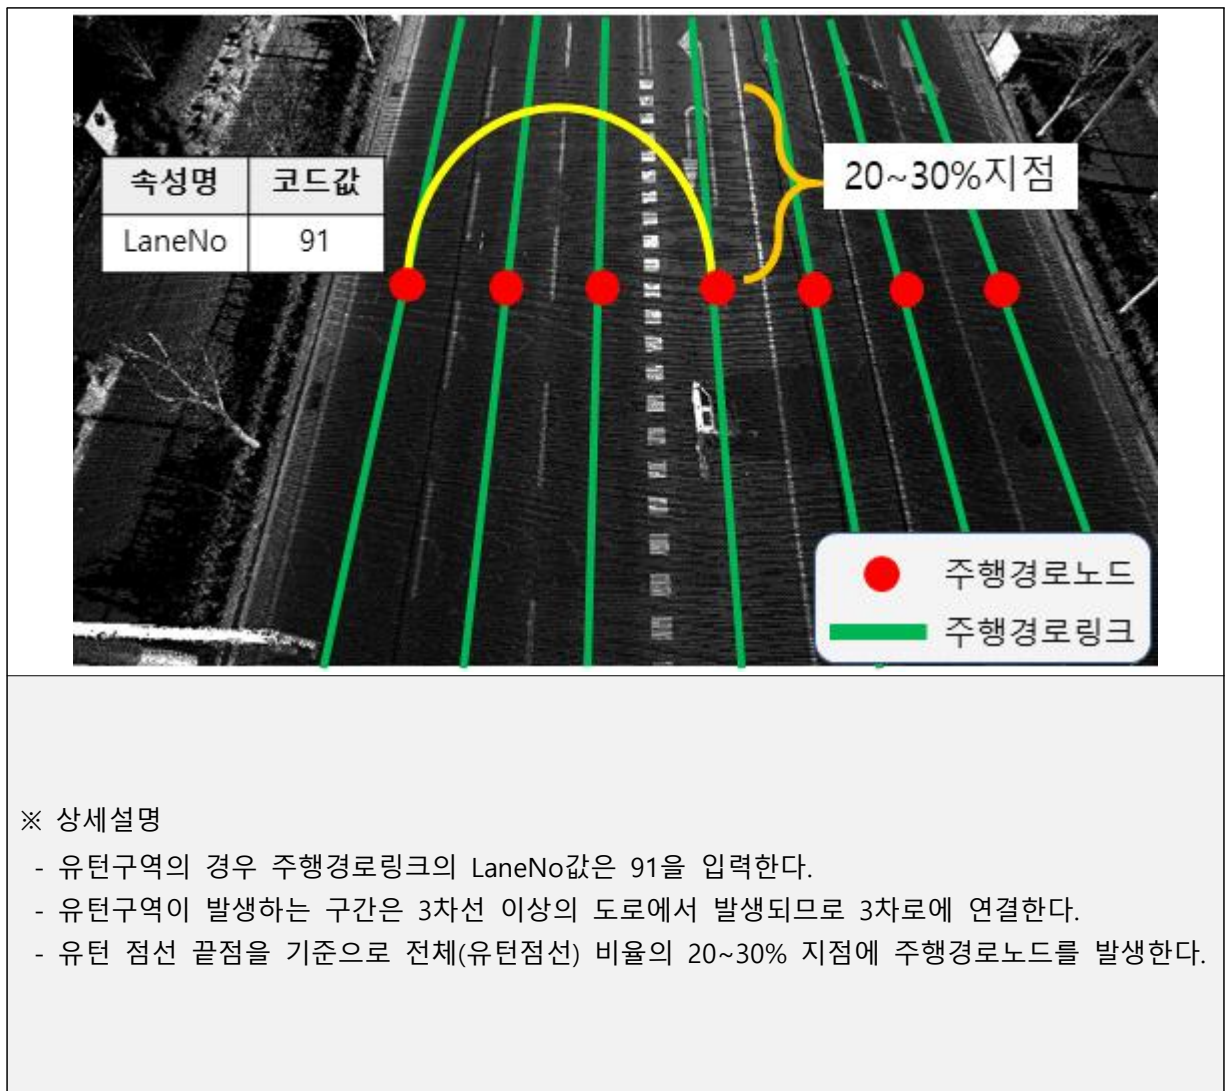 속성명 코드값
LaneNo 91
20~30%지점
주행경로노드
주행경로링크
※ 상세설명
- 유턴구역의 경우 주행경로링크의 LaneNo값은 91을 입력한다.
- 유턴구역이 발생하는 구간은 3차선 이상의 도로에서 발생되므로 3차로에 연결한다.
- 유턴 점선 끝점을 기준으로 전체(유턴점선) 비율의 20~30% 지점에 주행경로노드를 발생한다.